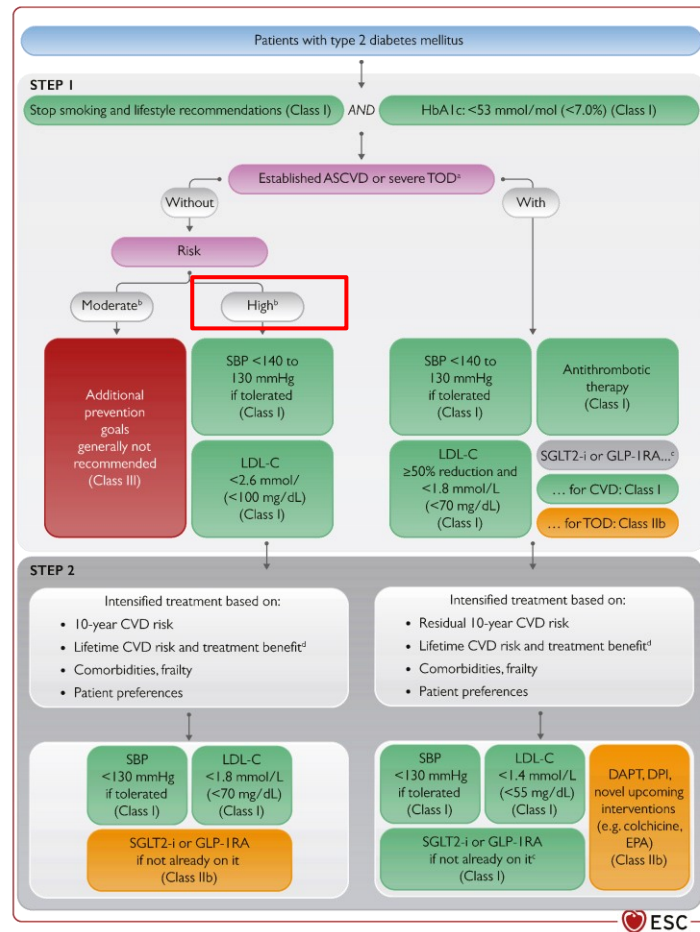 Patients with type 2 diabetes mellitus
STEP 1
Stop smoking and lifestyle recommendations (Class I)
AND
HbA1c: <53 mmol/mol (<7.0%) (Class I)
Established ASCVD or severe TODᵃ
Without
With
Risk
Moderateᵇ
Highᵇ
Additional
prevention
goals
generally not
recommended
(Class III)
SBP <140 to
130 mmHg
if tolerated
(Class I)
LDL-C
<2.6 mmol/
(<100 mg/dL)
(Class I)
SBP <140 to
130 mmHg
if tolerated
(Class I)
LDL-C
≥50% reduction and
<1.8 mmol/L
(<70 mg/dL)
(Class I)
Antithrombotic
therapy
(Class I)
SGLT2-i or GLP-1RA...ᶜ
... for CVD: Class I
... for TOD: Class IIb
STEP 2
Intensified treatment based on:
• 10-year CVD risk
• Lifetime CVD risk and treatment benefitᵈ
• Comorbidities, frailty
• Patient preferences
Intensified treatment based on:
• Residual 10-year CVD risk
• Lifetime CVD risk and treatment benefitᵈ
• Comorbidities, frailty
• Patient preferences
SBP
<130 mmHg
if tolerated
(Class I)
LDL-C
<1.8 mmol/L
(<70 mg/dL)
(Class I)
SGLT2-i or GLP-1RA
if not already on it
(Class IIb)
SBP
<130 mmHg
if tolerated
(Class I)
LDL-C
<1.4 mmol/L
(<55 mg/dL)
(Class I)
SGLT2-i or GLP-1RA
if not already on itᶜ
(Class I)
DAPT, DPI,
novel upcoming
interventions
(e.g. colchicine,
EPA)
(Class IIb)
ESC